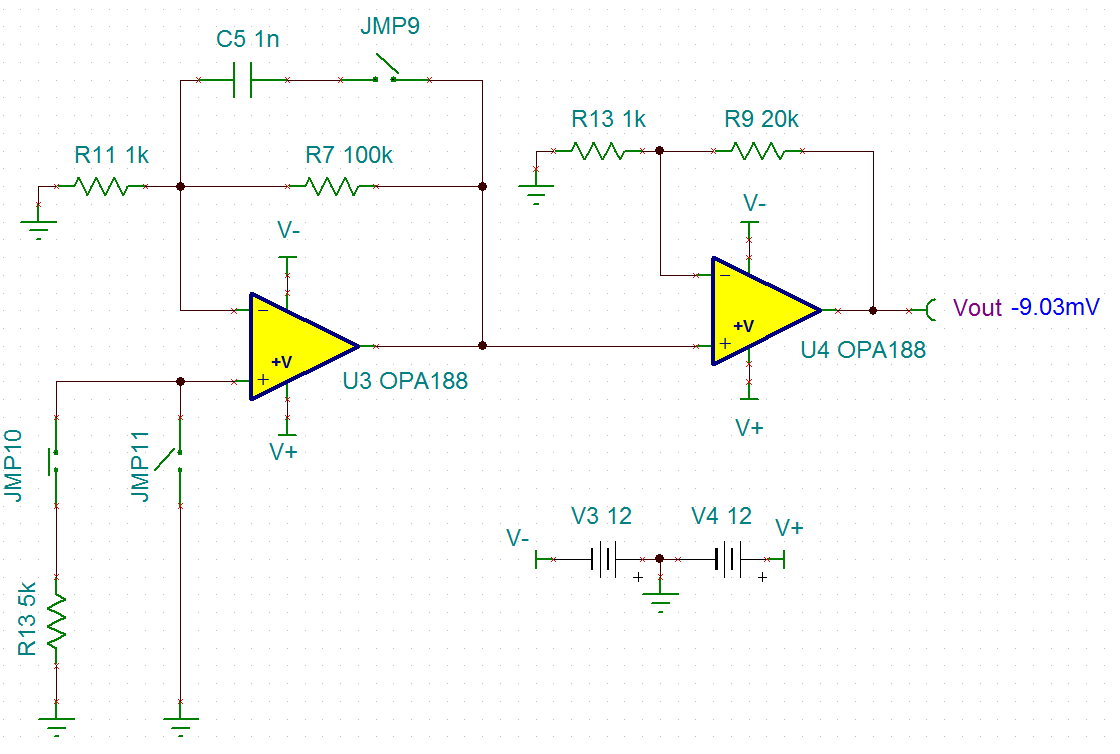 JMP9
C5 1n
R13 1k
R9 20k
R11 1k
R7 100k
V-
V-
−
+V
+
U3 OPA188
V+
−
+V
+
U4 OPA188
V+
Vout -9.03mV
JMP10
JMP11
R13 5k
V3 12
V4 12
V-
V+
+
+